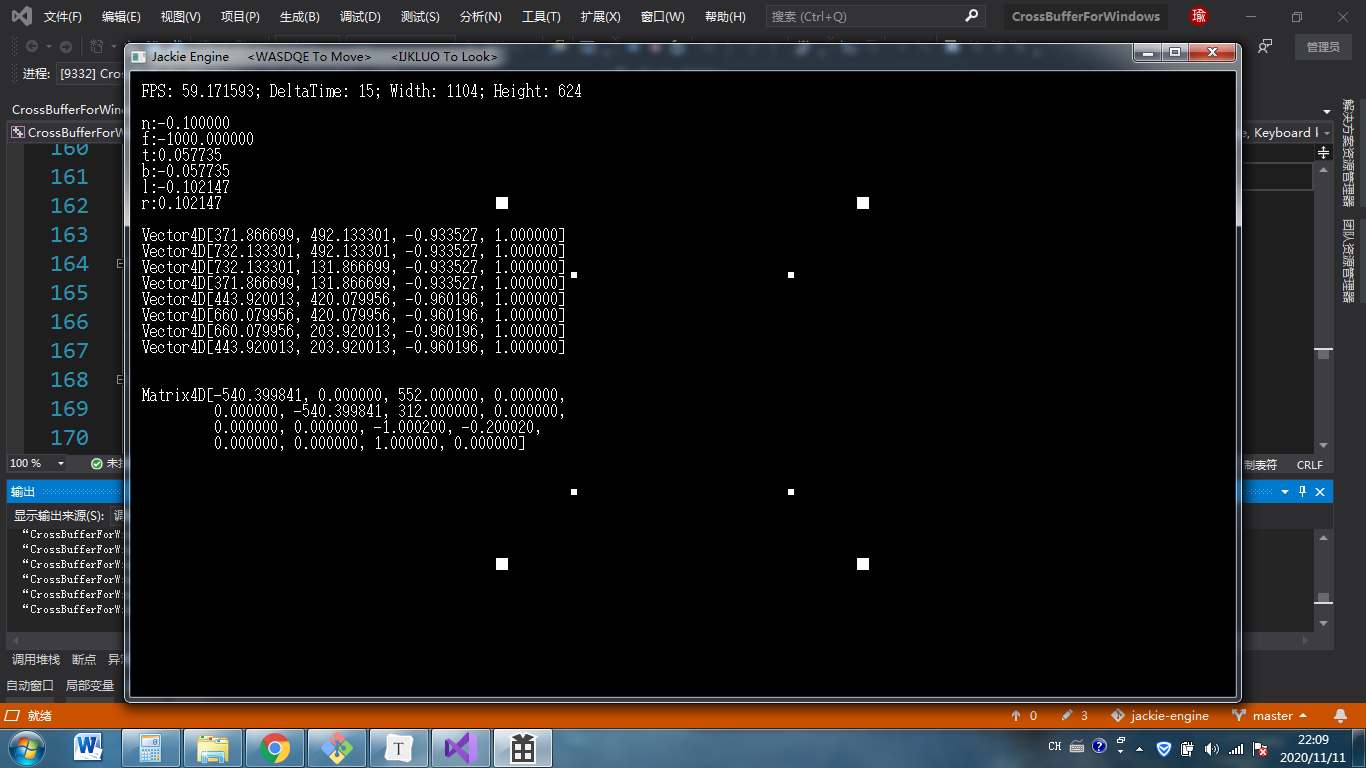 文件(F) 编辑(E) 视图(V) 项目(P) 生成(B) 调试(D) 测试(S) 分析(N) 工具(T) 扩展(X) 窗口(W) 帮助(H) 搜索 (Ctrl+Q) CrossBufferForWindows 瑜
管理员
Jackie Engine <WASDQE To Move> <IJKLUO To Look>
进程: [9332] Cros
CrossBufferForWin
CrossBufferForW
e, Keyboard
FPS: 59.171593; DeltaTime: 15; Width: 1104; Height: 624
n:-0.100000
f:-1000.000000
t:0.057735
b:-0.057735
l:-0.102147
r:0.102147
Vector4D[371.866699, 492.133301, -0.933527, 1.000000]
Vector4D[732.133301, 492.133301, -0.933527, 1.000000]
Vector4D[732.133301, 131.866699, -0.933527, 1.000000]
Vector4D[371.866699, 131.866699, -0.933527, 1.000000]
Vector4D[443.920013, 420.079956, -0.960196, 1.000000]
Vector4D[660.079956, 420.079956, -0.960196, 1.000000]
Vector4D[660.079956, 203.920013, -0.960196, 1.000000]
Vector4D[443.920013, 203.920013, -0.960196, 1.000000]
Matrix4D[-540.399841, 0.000000, 552.000000, 0.000000,
0.000000, -540.399841, 312.000000, 0.000000,
0.000000, 0.000000, -1.000200, -0.200020,
0.000000, 0.000000, 1.000000, 0.000000]
160
161
162
163
164
165
166
167
168
169
170
解决方案资源管理器
团队资源管理器
100 %
制表符 CRLF
输出
显示输出来源(S): 调
“CrossBufferForW
“CrossBufferForW
“CrossBufferForW
“CrossBufferForW
“CrossBufferForW
“CrossBufferForW
调用堆栈 断点
自动窗口 局部变量
就绪 0 3 jackie-engine master
W T CH 22:09
2020/11/11